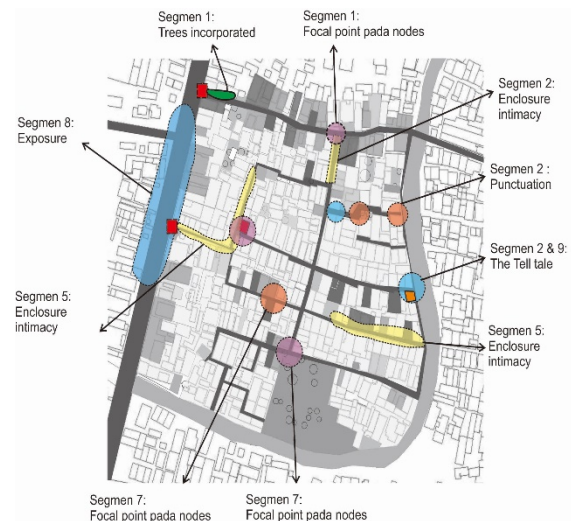 Segmen 1:
Trees incorporated
Segmen 1:
Focal point pada nodes
Segmen 2:
Enclosure
intimacy
Segmen 8:
Exposure
Segmen 2 :
Punctuation
Segmen 2 & 9:
The Tell tale
Segmen 5:
Enclosure
intimacy
Segmen 5:
Enclosure
intimacy
Segmen 7:
Focal point pada nodes
Segmen 7:
Focal point pada nodes